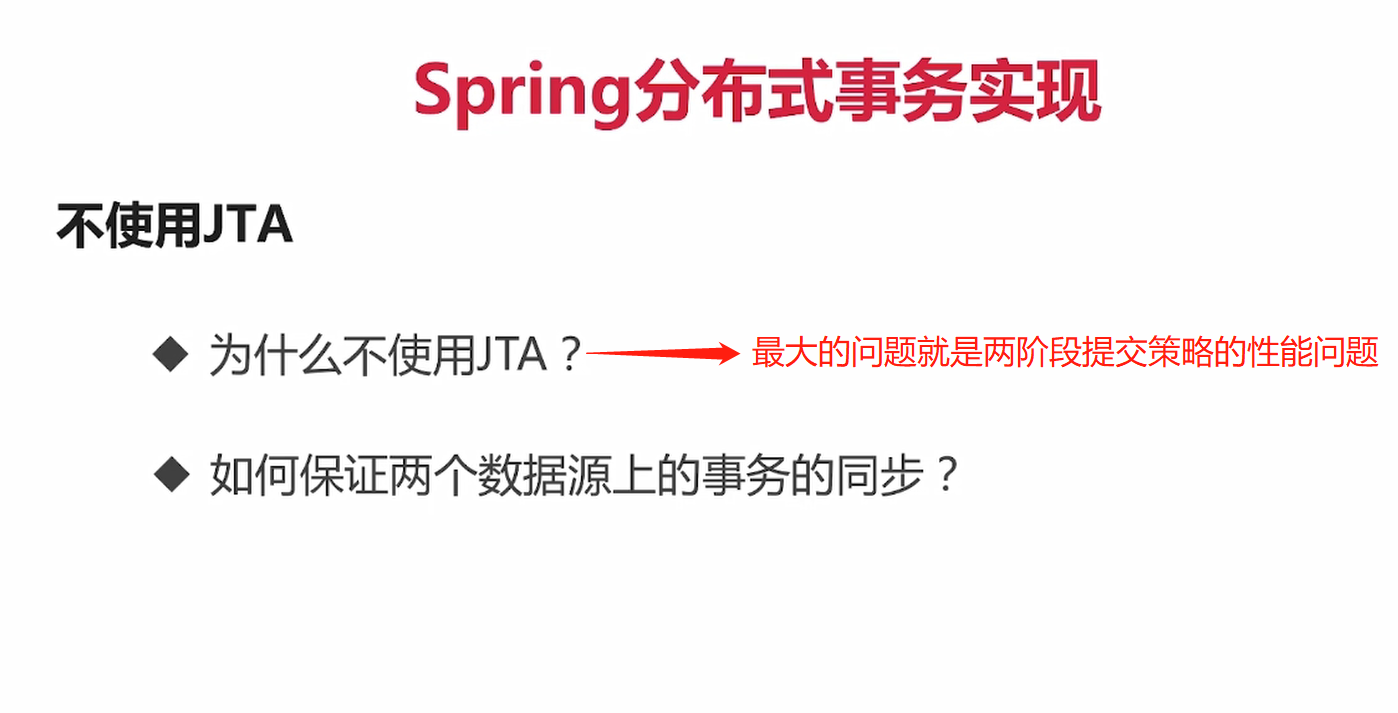 Spring分布式事务实现
不使用JTA
为什么不使用JTA？ 最大的问题就是两阶段提交策略的性能问题
如何保证两个数据源上的事务的同步？